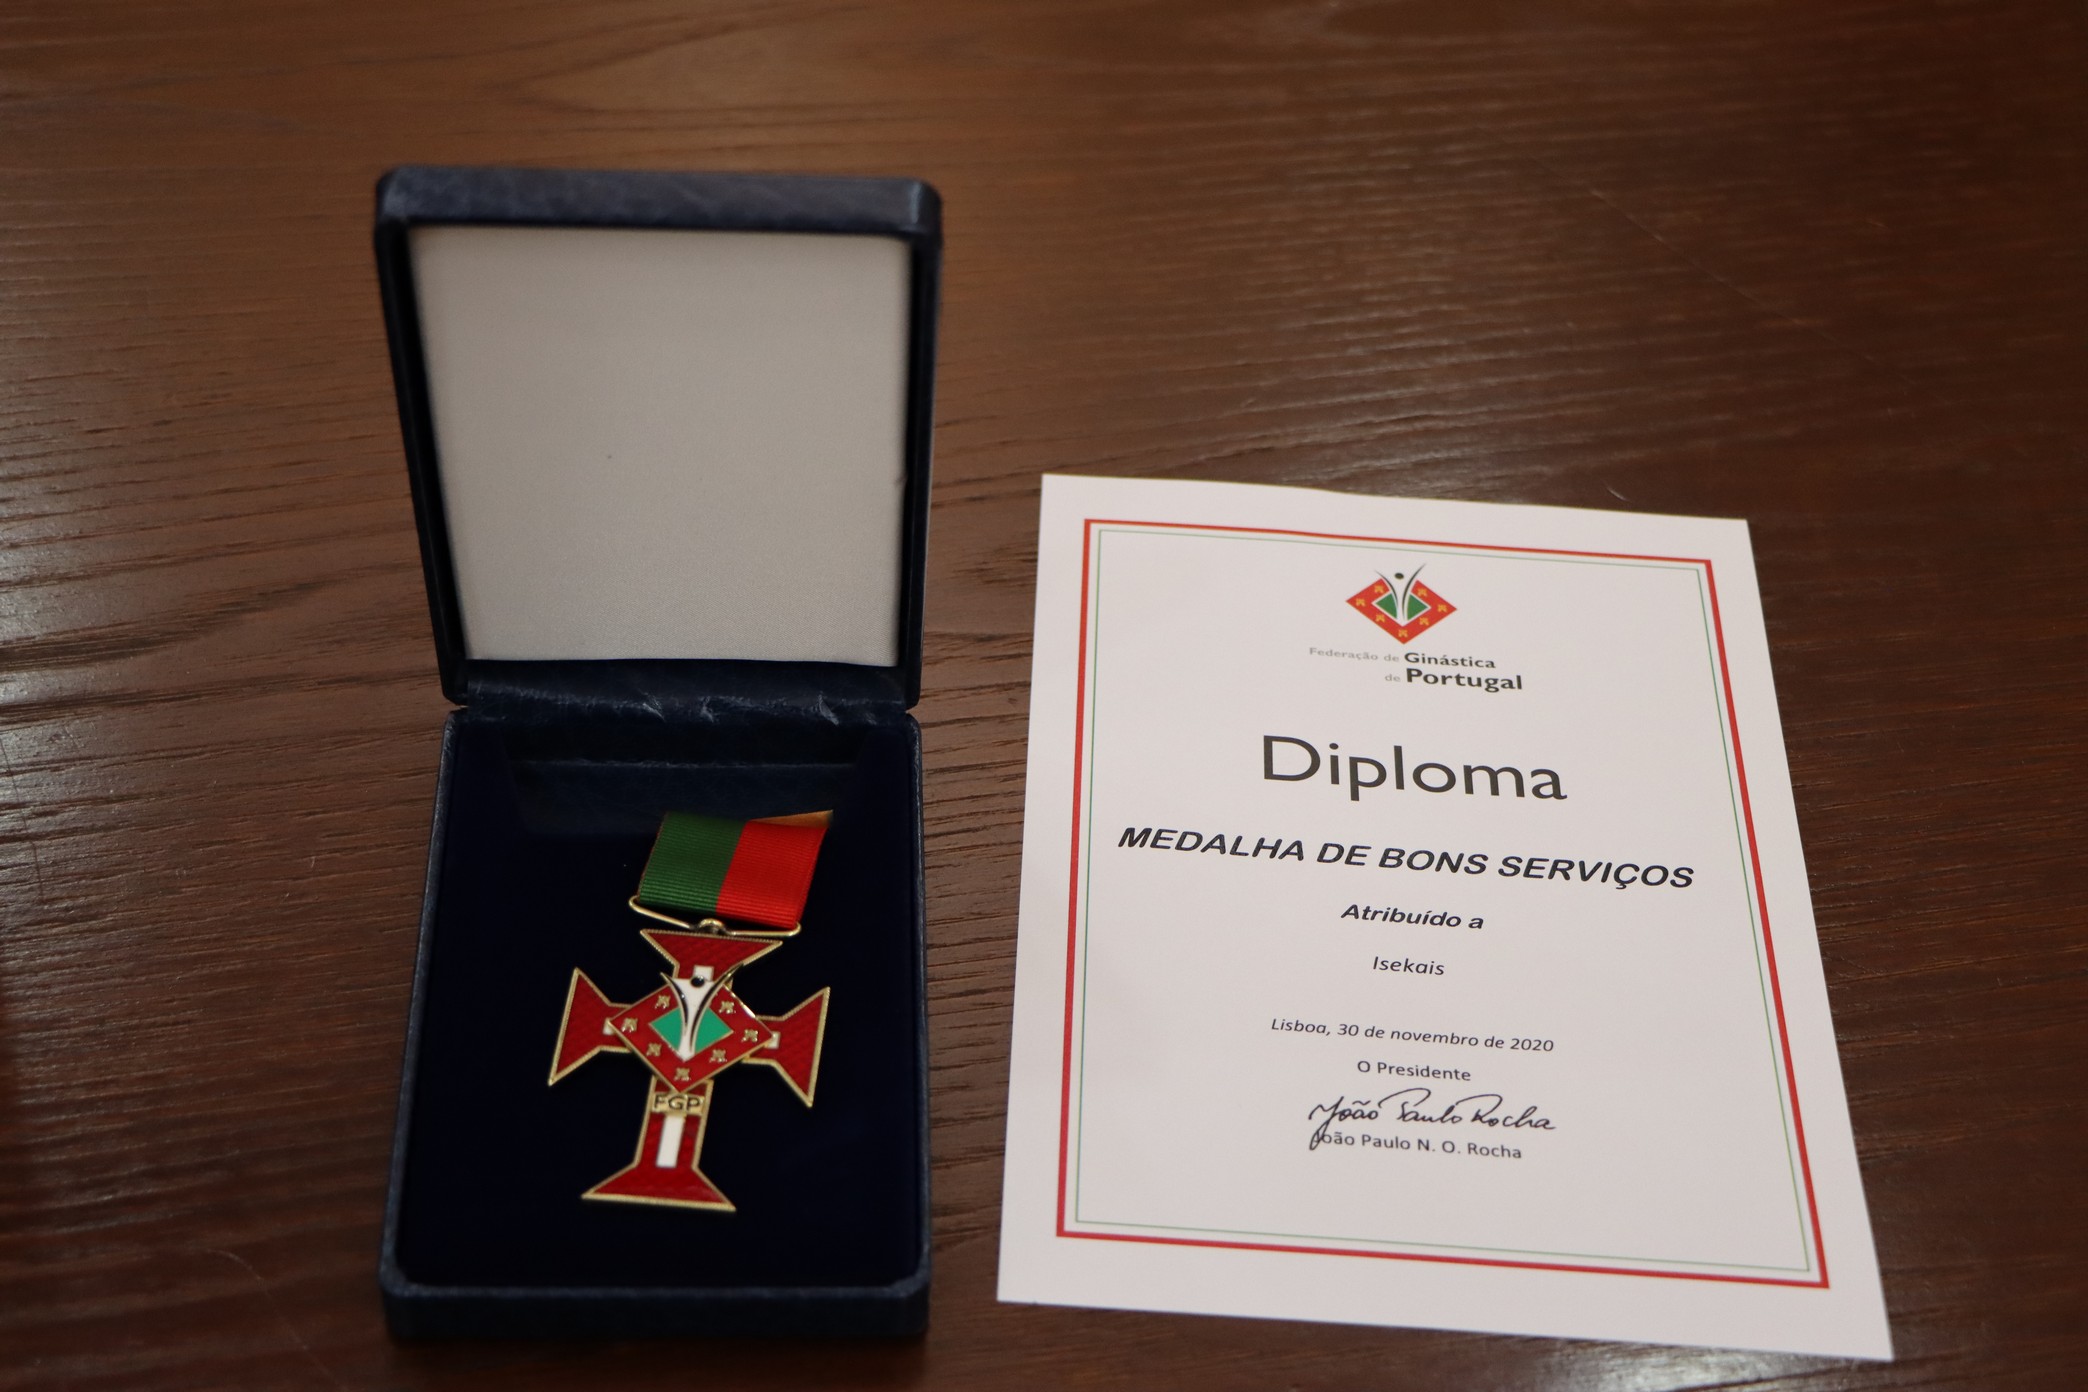 FGP
Federação de Ginástica
de Portugal
Diploma
MEDALHA DE BONS SERVIÇOS
Atribuído a
Isekais
Lisboa, 30 de novembro de 2020
O Presidente
João Paulo Rocha
João Paulo N. O. Rocha